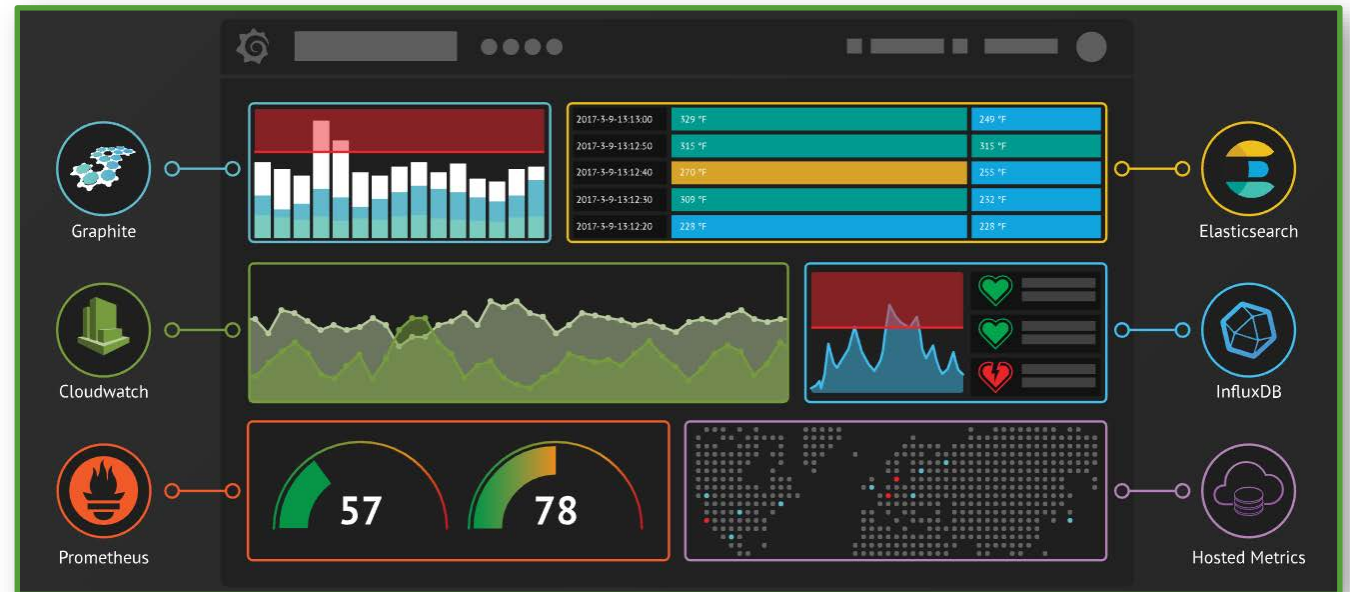 Graphite
2017-3-9-13:13:00 329 °F 249 °F
2017-3-9-13:12:50 315 °F 315 °F
2017-3-9-13:12:40 270 °F 255 °F
2017-3-9-13:12:30 309 °F 232 °F
2017-3-9-13:12:20 228 °F 228 °F
Elasticsearch
Cloudwatch
InfluxDB
Prometheus
57
78
Hosted Metrics